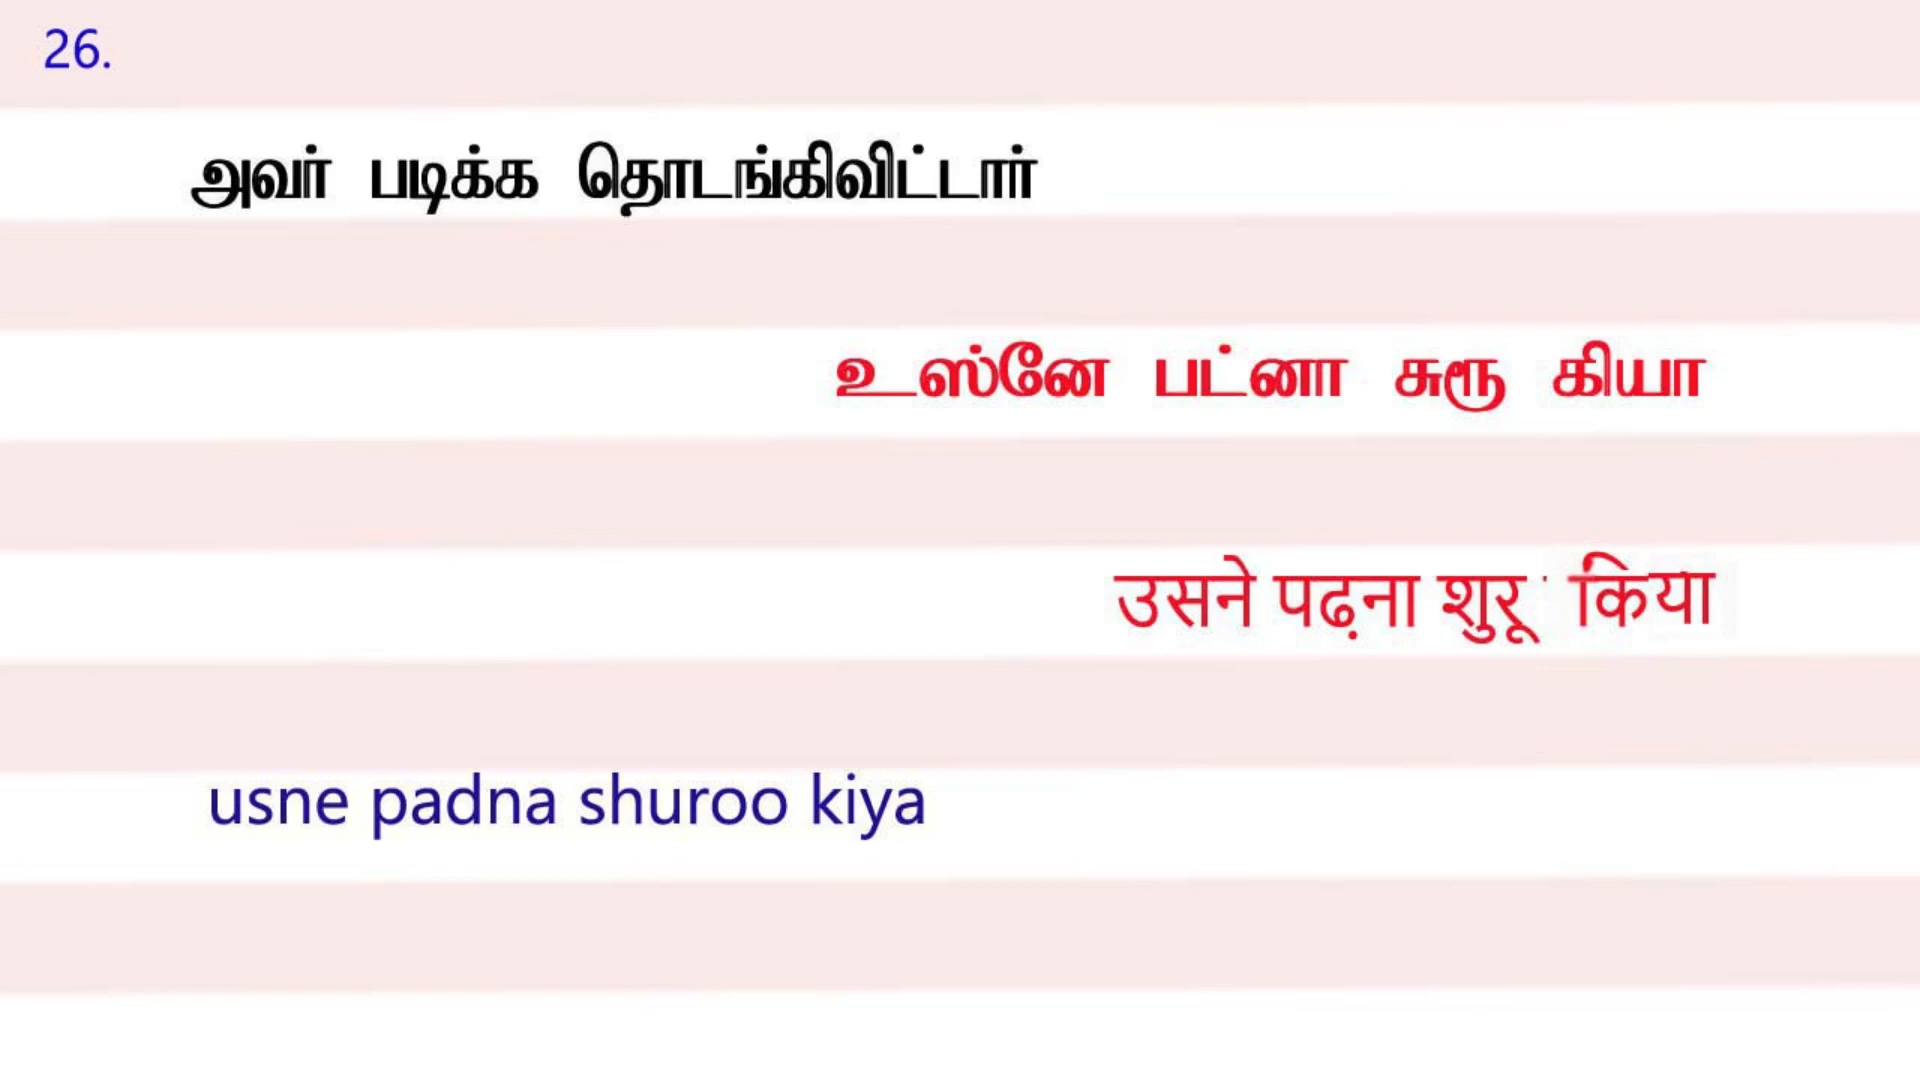 26.
அவர் படிக்க தொடங்கிவிட்டார்
உஸ்னே பட்னா சுரூ கியா
उसने पढ़ना शुरू किया
usne padna shuroo kiya